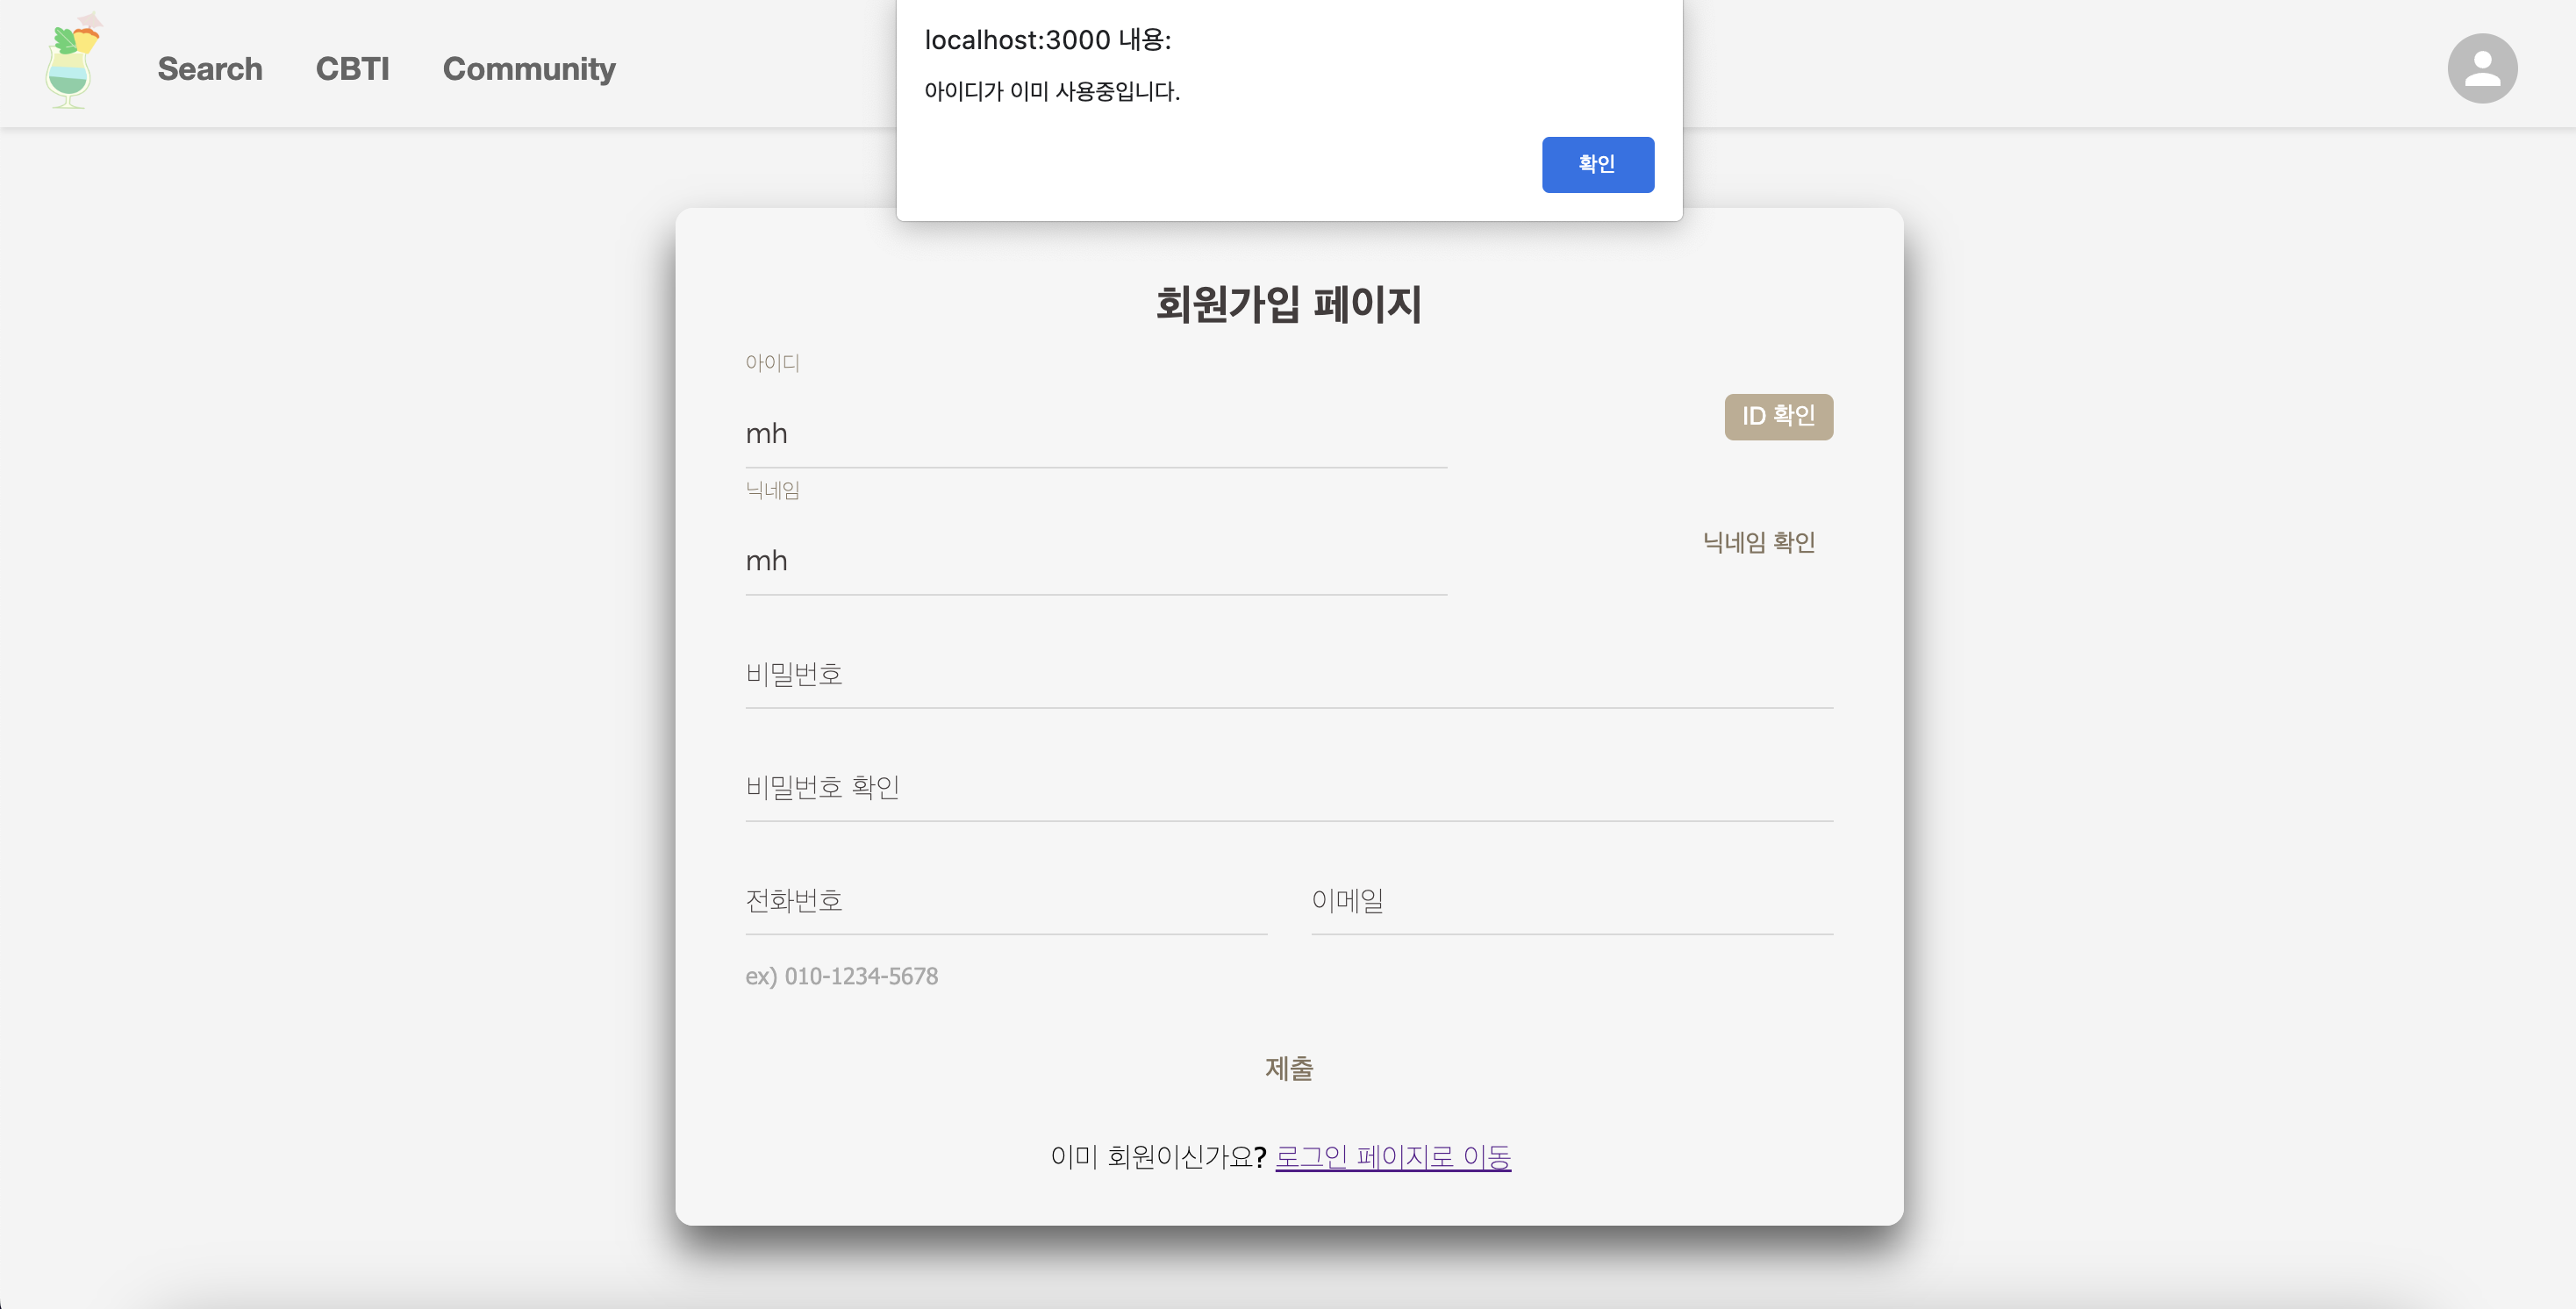 Search CBTI Community
localhost:3000 내용:
아이디가 이미 사용중입니다.
확인
회원가입 페이지
아이디
mh
ID 확인
닉네임
mh
닉네임 확인
비밀번호
비밀번호 확인
전화번호 이메일
ex) 010-1234-5678
제출
이미 회원이신가요? 로그인 페이지로 이동